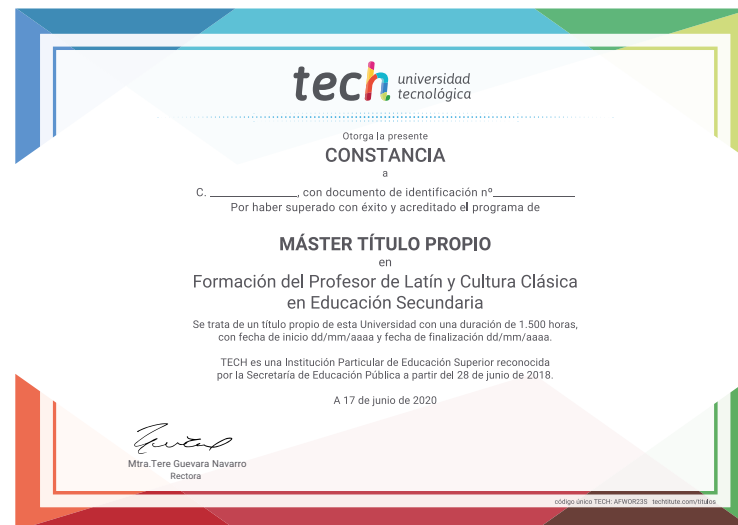 tech universidad
tecnológica
Otorga la presente
CONSTANCIA
a
C. ______________, con documento de identificación nº______________
Por haber superado con éxito y acreditado el programa de
MÁSTER TÍTULO PROPIO
en
Formación del Profesor de Latín y Cultura Clásica
en Educación Secundaria
Se trata de un título propio de esta Universidad con una duración de 1.500 horas,
con fecha de inicio dd/mm/aaaa y fecha de finalización dd/mm/aaaa.
TECH es una Institución Particular de Educación Superior reconocida
por la Secretaría de Educación Pública a partir del 28 de junio de 2018.
A 17 de junio de 2020
Mtra.Tere Guevara Navarro
Rectora
código único TECH: AFWOR23S techtitute.com/títulos